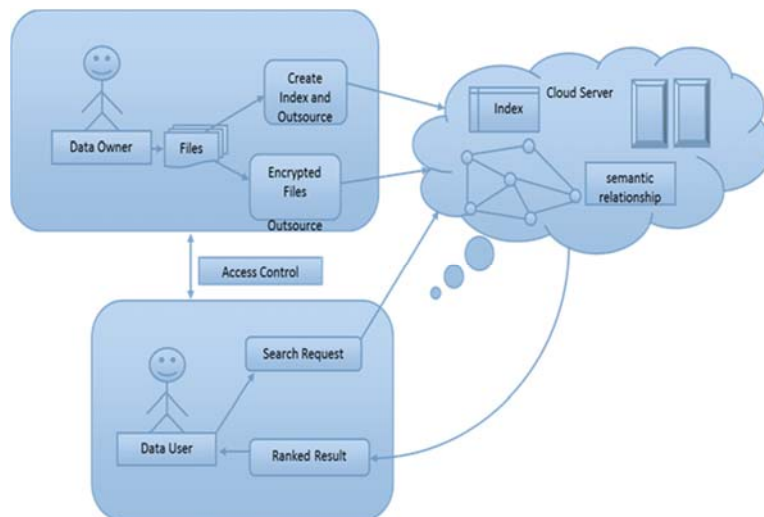 Data Owner
Files
Create
Index and
Outsource
Encrypted
Files
Outsource
Cloud Server
Index
semantic
relationship
Access Control
Search Request
Data User
Ranked Result